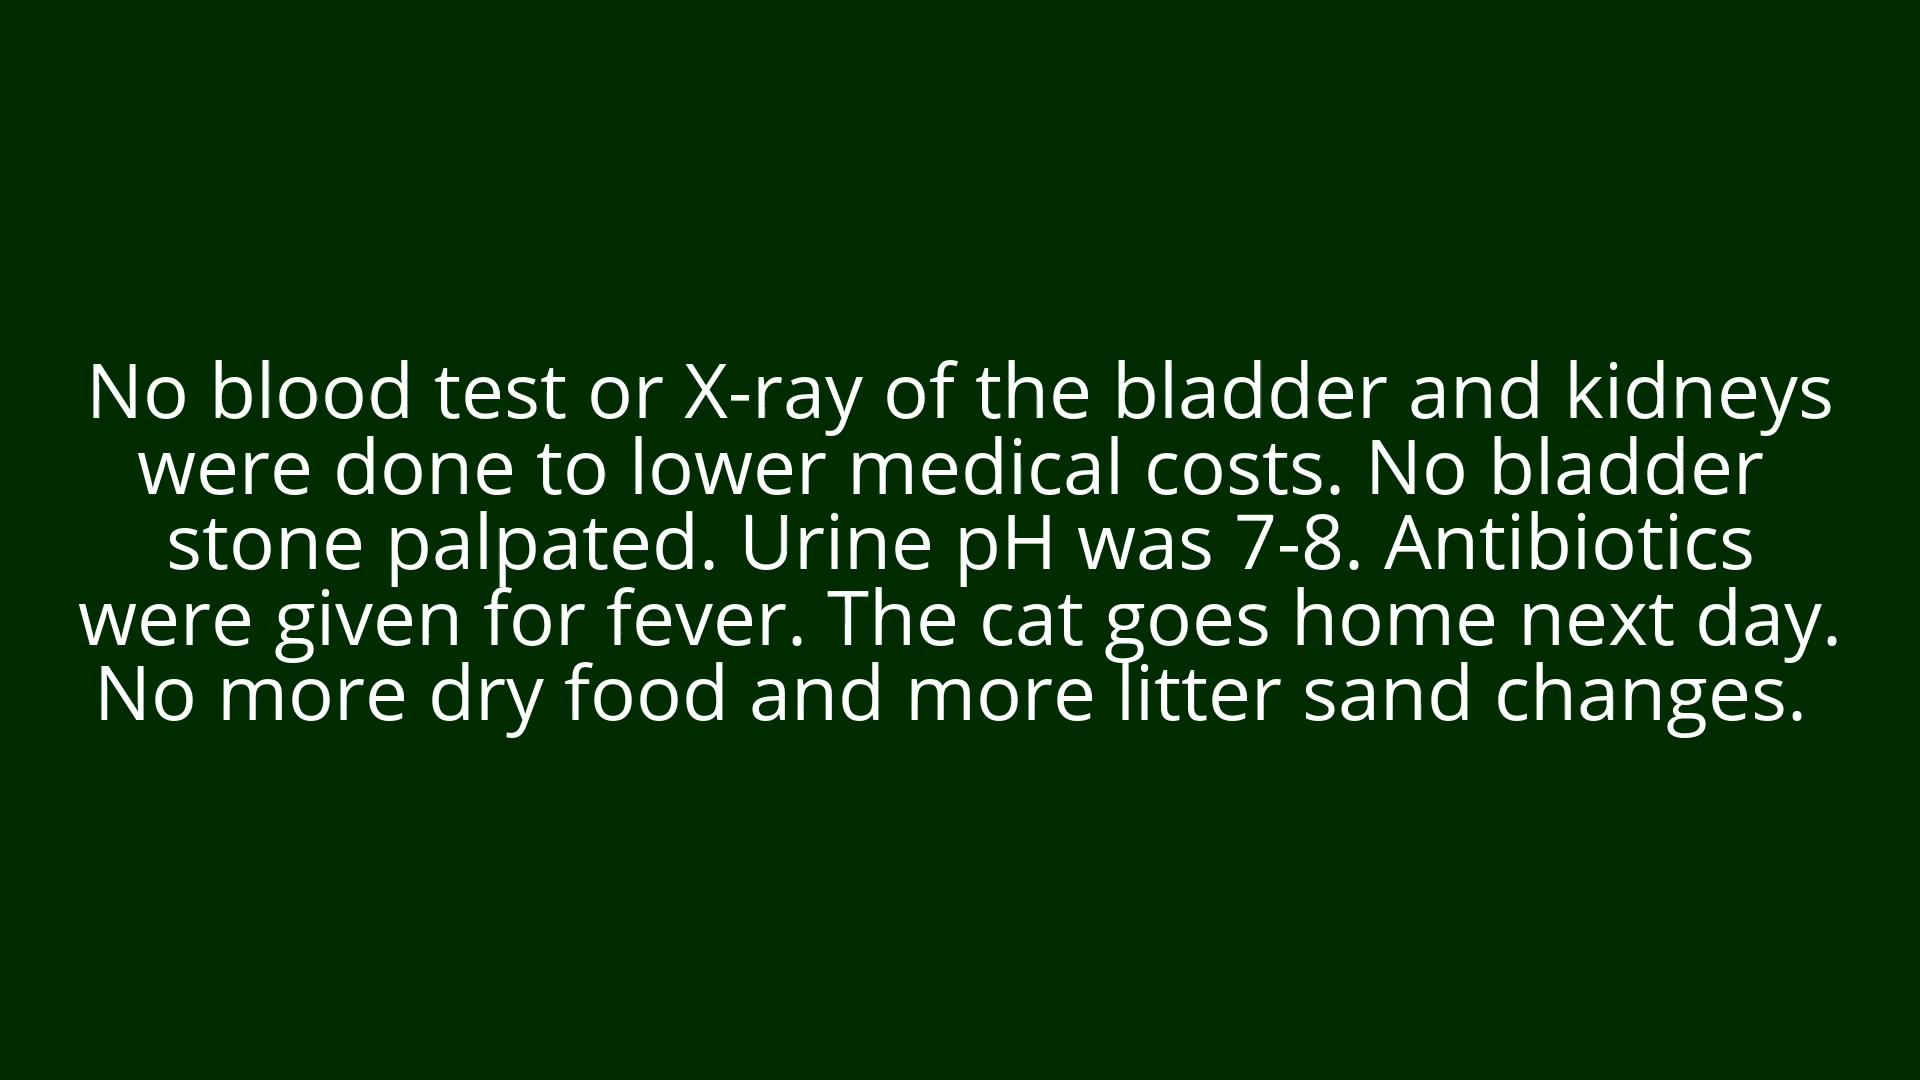 No blood test or X-ray of the bladder and kidneys
were done to lower medical costs. No bladder
stone palpated. Urine pH was 7-8. Antibiotics
were given for fever. The cat goes home next day.
No more dry food and more litter sand changes.